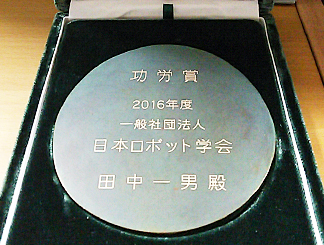 功労賞
2016年度
一般社団法人
日本ロボット学会
田中一男殿